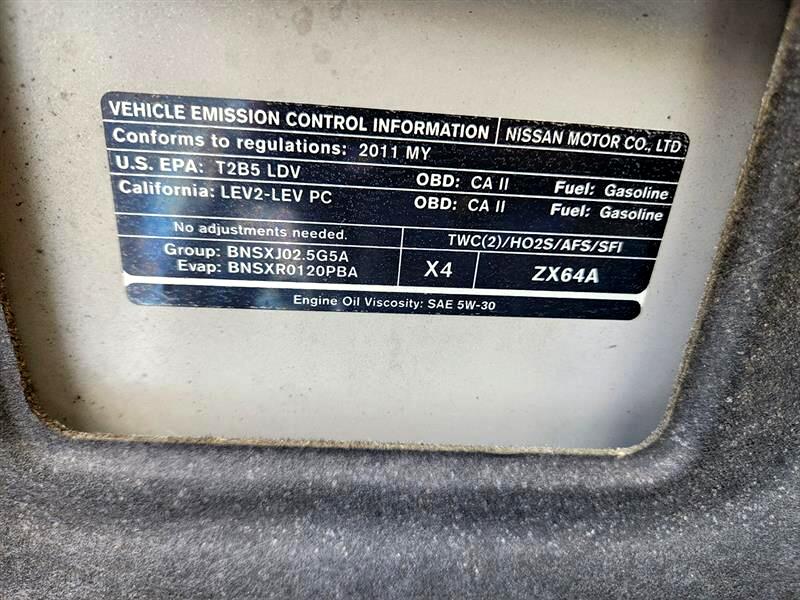 VEHICLE EMISSION CONTROL INFORMATION | NISSAN MOTOR CO., LTD
Conforms to regulations: 2011 MY
U.S. EPA: T2B5 LDV OBD: CA II Fuel: Gasoline
California: LEV2-LEV PC OBD: CA II Fuel: Gasoline
No adjustments needed. TWC(2)/HO2S/AFS/SFI
Group: BNSXJ02.5G5A
Evap: BNSXR0120PBA X4 ZX64A
Engine Oil Viscosity: SAE 5W-30